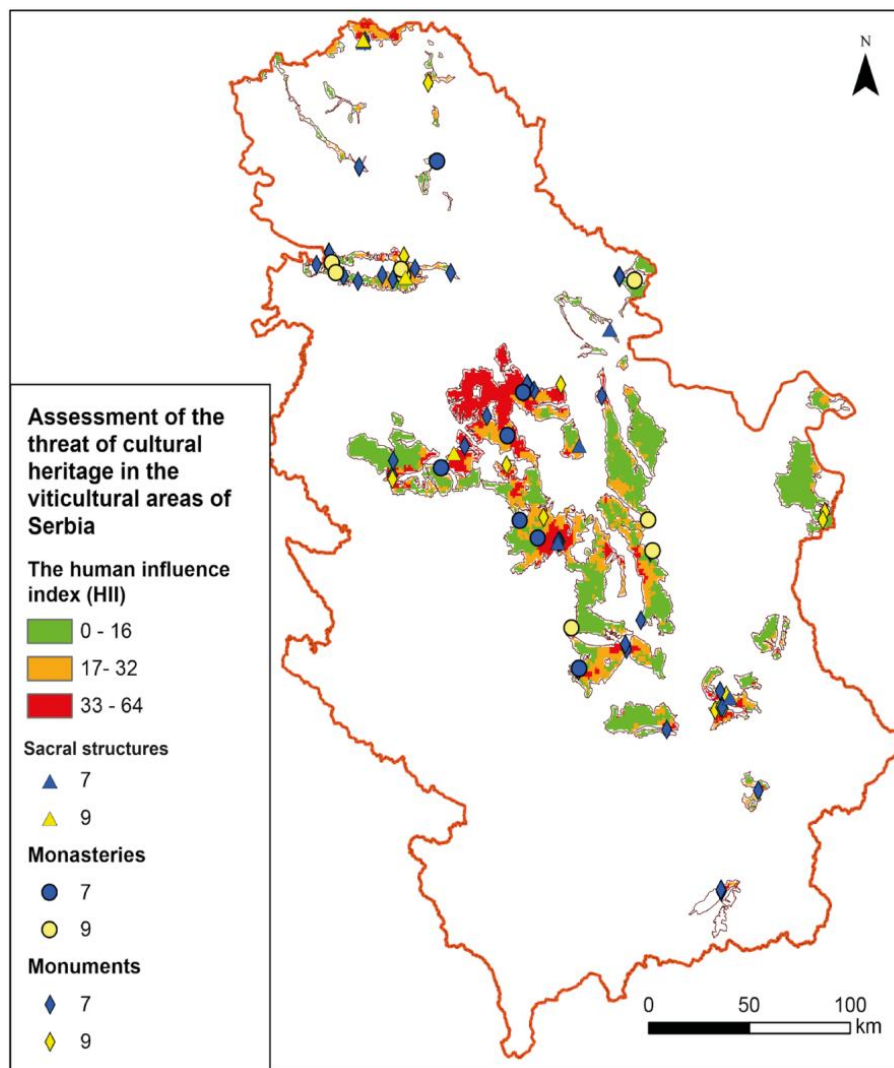 N
Assessment of the
threat of cultural
heritage in the
viticultural areas of
Serbia
The human influence
index (HII)
0 - 16
17- 32
33 - 64
Sacral structures
7
9
Monasteries
7
9
Monuments
7
9
0 50 100
km